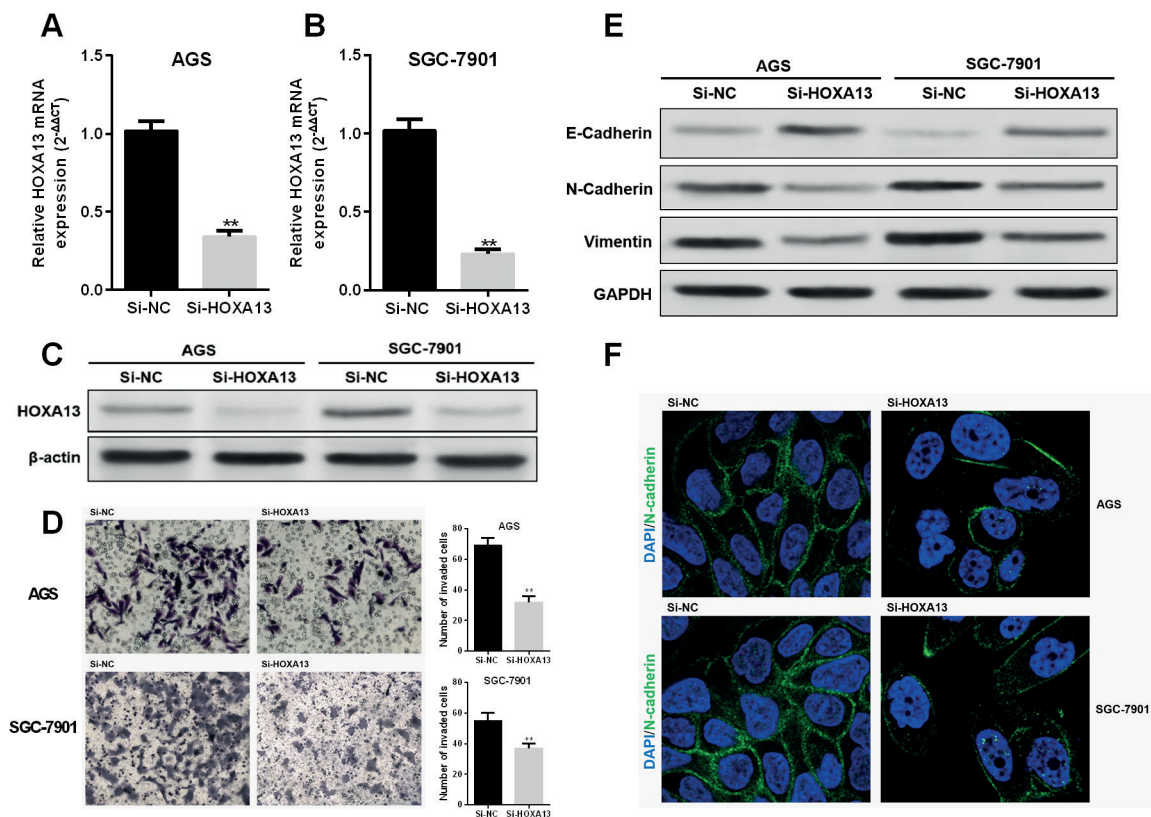 A
AGS
Relative HOXA13 mRNA
expression (2-ΔΔCT)
1.5
1.0
0.5
0.0
**
Si-NC Si-HOXA13
B
SGC-7901
Relative HOXA13 mRNA
expression (2-ΔΔCT)
1.5
1.0
0.5
0.0
**
Si-NC Si-HOXA13
C
AGS SGC-7901
Si-NC Si-HOXA13 Si-NC Si-HOXA13
HOXA13
β-actin
D
Si-NC Si-HOXA13
AGS
AGS
Number of invaded cells
80
60
40
20
0
**
Si-NC Si-HOXA13
Si-NC Si-HOXA13
SGC-7901
SGC-7901
Number of invaded cells
80
60
40
20
0
**
Si-NC Si-HOXA13
E
AGS SGC-7901
Si-NC Si-HOXA13 Si-NC Si-HOXA13
E-Cadherin
N-Cadherin
Vimentin
GAPDH
F
Si-NC Si-HOXA13
DAPI/N-cadherin
AGS
Si-NC Si-HOXA13
DAPI/N-cadherin
SGC-7901